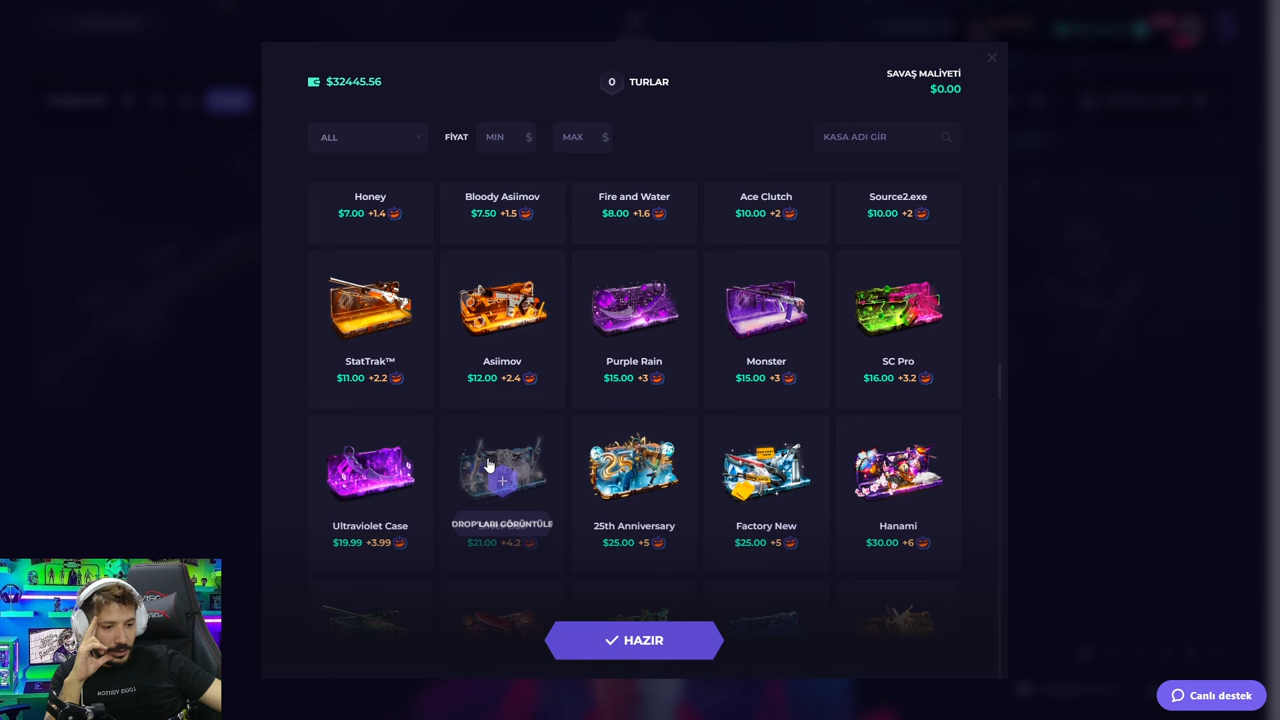 $32445.56
0 TURLAR
SAVAŞ MALİYETİ
$0.00
ALL
FİYAT
MIN $
MAX $
KASA ADI GİR
Honey
$7.00 +1.4
Bloody Asiimov
$7.50 +1.5
Fire and Water
$8.00 +1.6
Ace Clutch
$10.00 +2
Source2.exe
$10.00 +2
StatTrak™
$11.00 +2.2
Asiimov
$12.00 +2.4
Purple Rain
$15.00 +3
Monster
$15.00 +3
SC Pro
$16.00 +3.2
Ultraviolet Case
$19.99 +3.99
DROP'LARI GÖRÜNTÜLE
$21.00 +4.2
25
25th Anniversary
$25.00 +5
Factory New
$25.00 +5
Hanami
$30.00 +6
HAZIR
Canlı destek